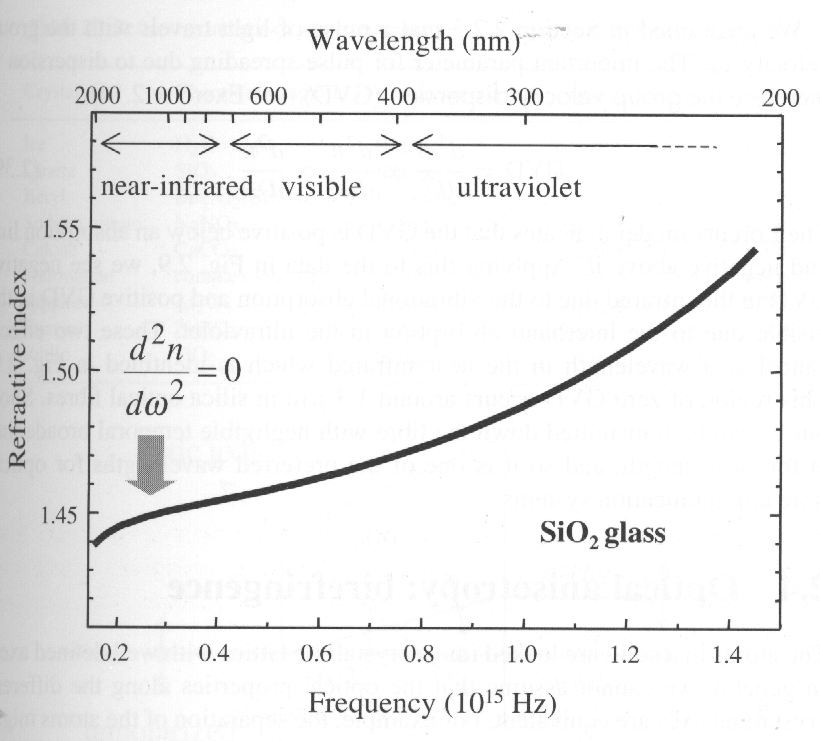 Wavelength (nm)
2000 1000 600 400 300 200
near-infrared visible ultraviolet
1.55
1.50
1.45
Refractive index
d²n
dω² =0
SiO₂ glass
0.2 0.4 0.6 0.8 1.0 1.2 1.4
Frequency (10¹⁵ Hz)